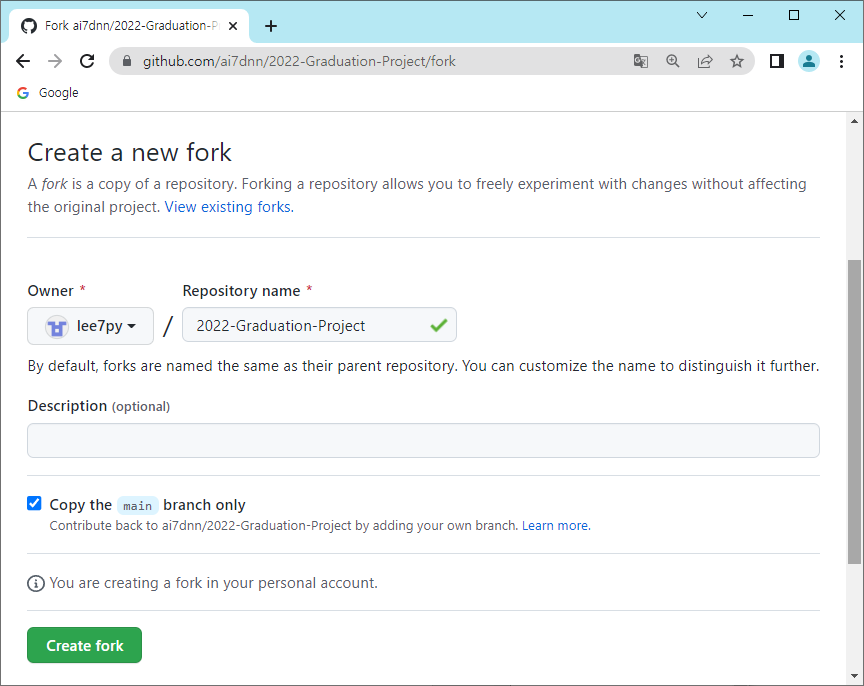 Fork ai7dnn/2022-Graduation-P
github.com/ai7dnn/2022-Graduation-Project/fork
Google
Create a new fork
A fork is a copy of a repository. Forking a repository allows you to freely experiment with changes without affecting
the original project. View existing forks.
Owner *
Repository name *
lee7py
/
2022-Graduation-Project
By default, forks are named the same as their parent repository. You can customize the name to distinguish it further.
Description (optional)
Copy the main branch only
Contribute back to ai7dnn/2022-Graduation-Project by adding your own branch. Learn more.
You are creating a fork in your personal account.
Create fork